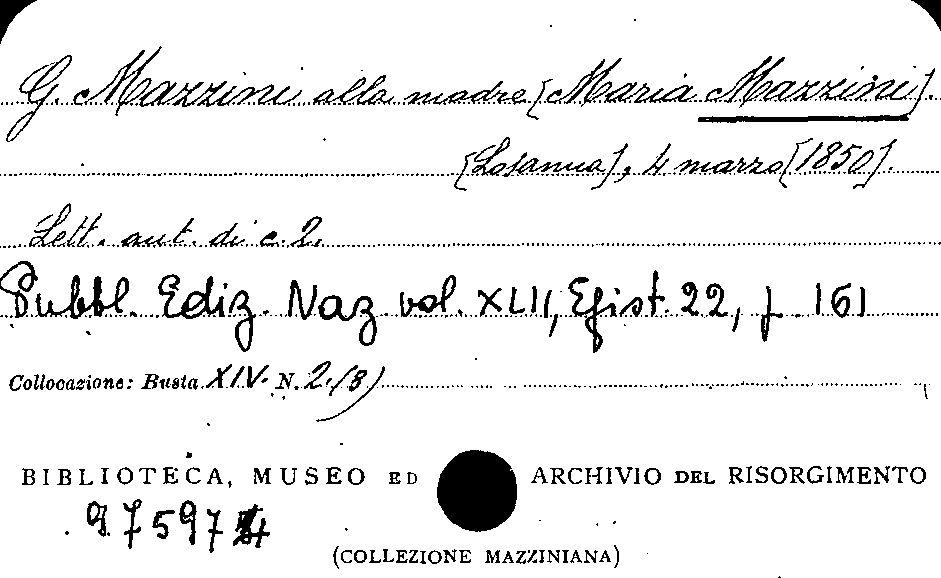 G. Mazzini alla madre [Maria Mazzini].
[Losanna], 4 marzo [1850].
Lett. aut. di c. 2.
Pubbl. Ediz. Naz. vol. XLII, Epist. 22, p. 161
Collocazione: Busta XIV. N. 2./3)
BIBLIOTECA, MUSEO ED ARCHIVIO DEL RISORGIMENTO
(COLLEZIONE MAZZINIANA)